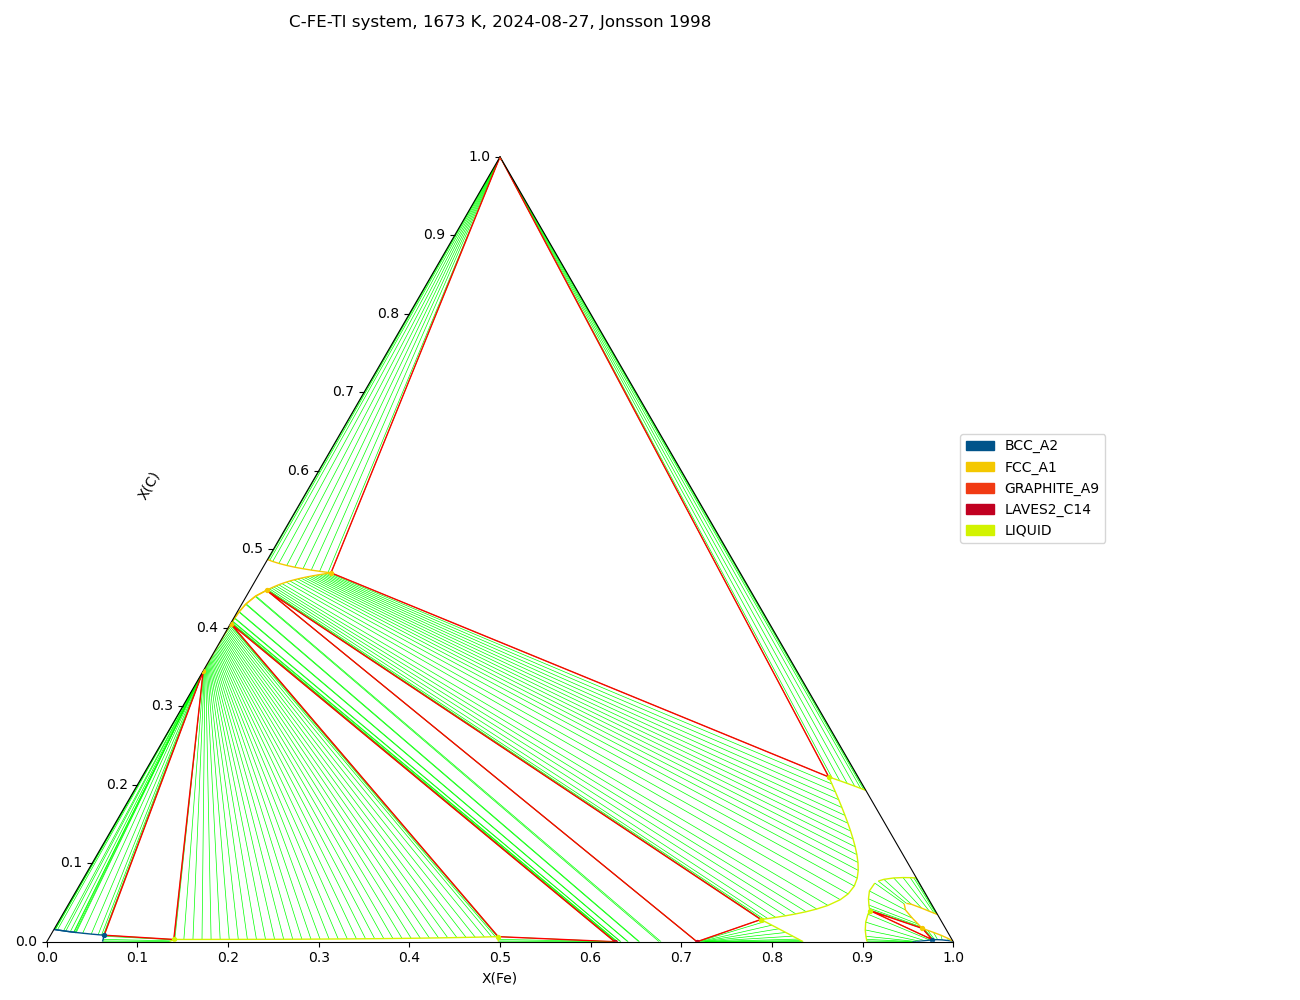 C-FE-TI system, 1673 K, 2024-08-27, Jonsson 1998
1.0
0.9
0.8
0.7
0.6
0.5
0.4
0.3
0.2
0.1
0.0
X(C)
BCC_A2
FCC_A1
GRAPHITE_A9
LAVES2_C14
LIQUID
0.0 0.1 0.2 0.3 0.4 0.5 0.6 0.7 0.8 0.9 1.0
X(Fe)